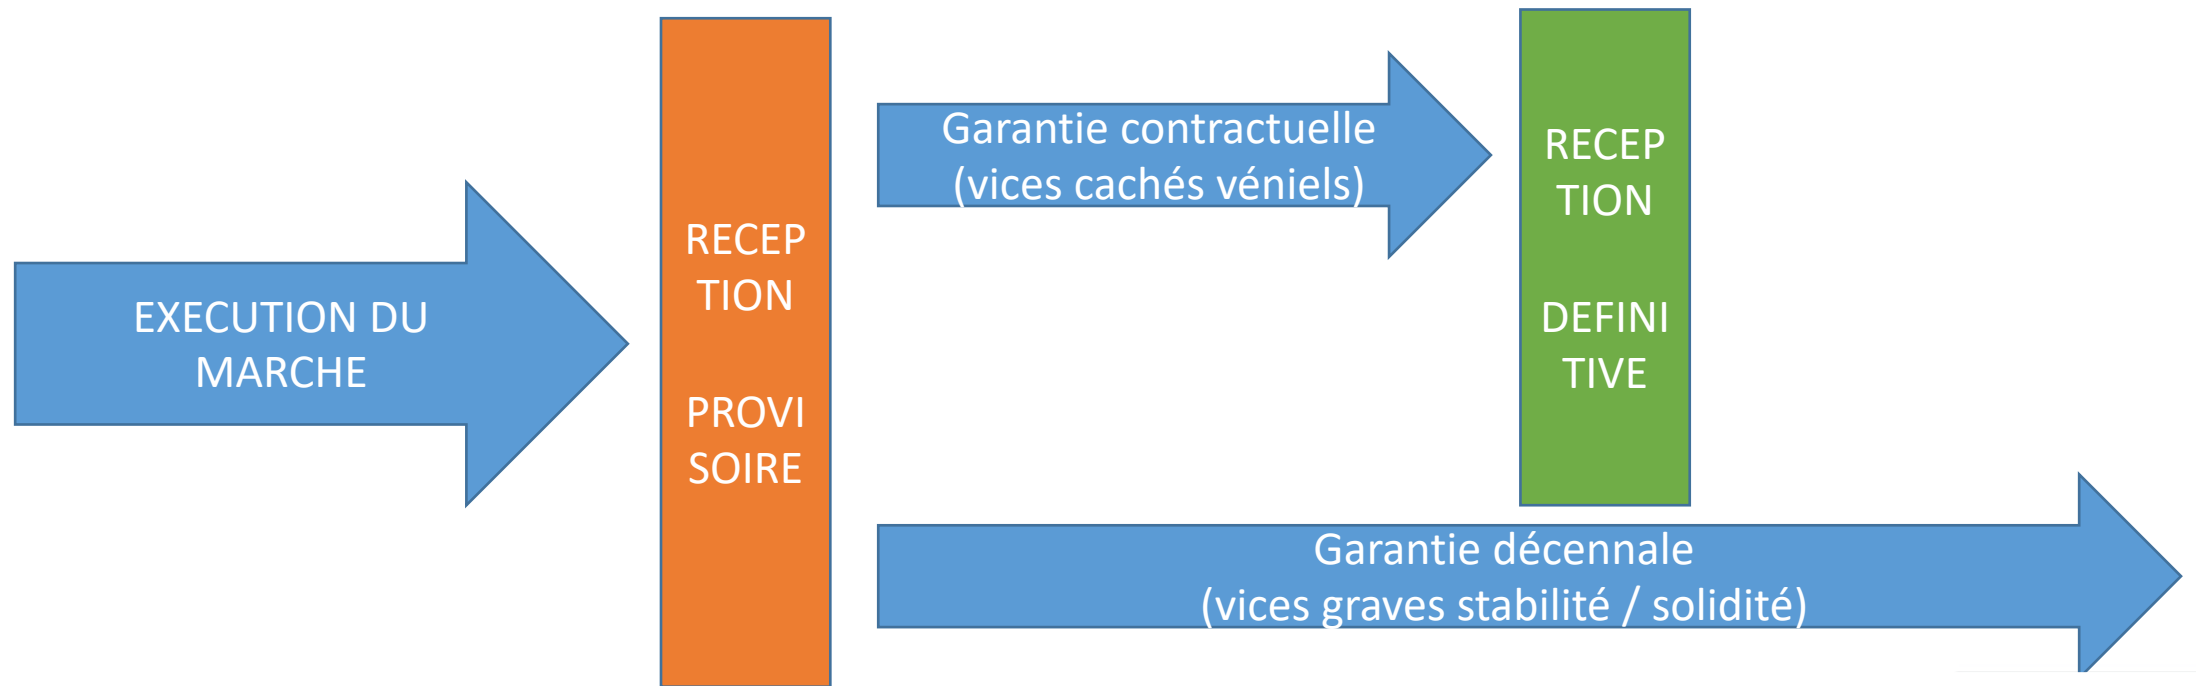 EXECUTION DU
MARCHE
RECEP
TION
PROVI
SOIRE
Garantie contractuelle
(vices cachés véniels)
RECEP
TION
DEFINI
TIVE
Garantie décennale
(vices graves stabilité / solidité)